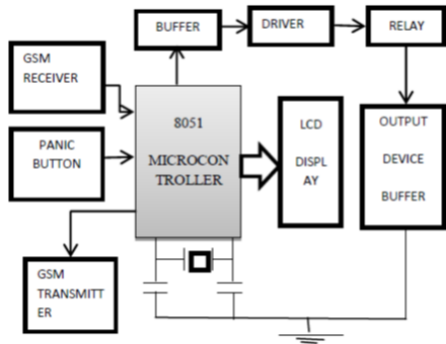 BUFFER
DRIVER
RELAY
GSM
RECEIVER
8051
MICROCON
TROLLER
LCD
DISPL
AY
OUTPUT
DEVICE
BUFFER
PANIC
BUTTON
GSM
TRANSMITT
ER